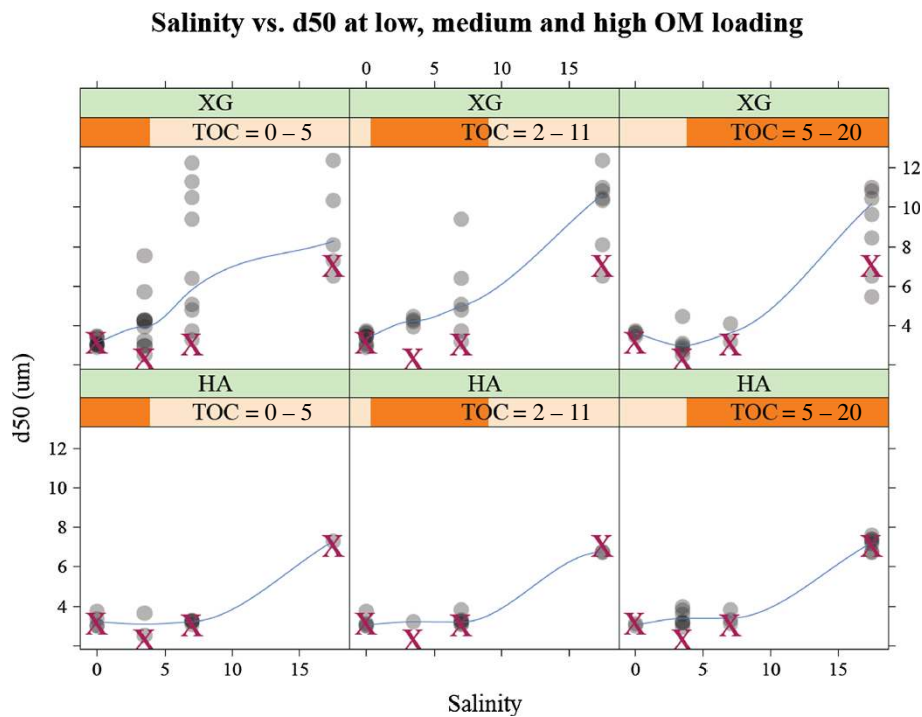 Salinity vs. d50 at low, medium and high OM loading
0 5 10 15
XG XG XG
TOC = 0 – 5 TOC = 2 – 11 TOC = 5 – 20
12
10
8
6
4
X X X X
X X X X
X X X X
HA HA HA
TOC = 0 – 5 TOC = 2 – 11 TOC = 5 – 20
12
10
8
6
4
X X X X
X X X X
X X X X
d50 (um)
0 5 10 15 0 5 10 15
Salinity